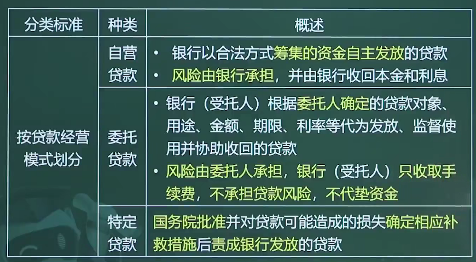 分类标准 种类 概述
自营贷款
• 银行以合法方式筹集的资金自主发放的贷款
• 风险由银行承担，并由银行收回本金和利息
按贷款经营
模式划分
委托
贷款
• 银行（受托人）根据委托人确定的贷款对象、
用途、金额、期限、利率等代为发放、监督使
用并协助收回的贷款
• 风险由委托人承担，银行（受托人）只收取手
续费，不承担贷款风险，不代垫资金
特定
贷款
国务院批准并对贷款可能造成的损失确定相应补
救措施后责成银行发放的贷款